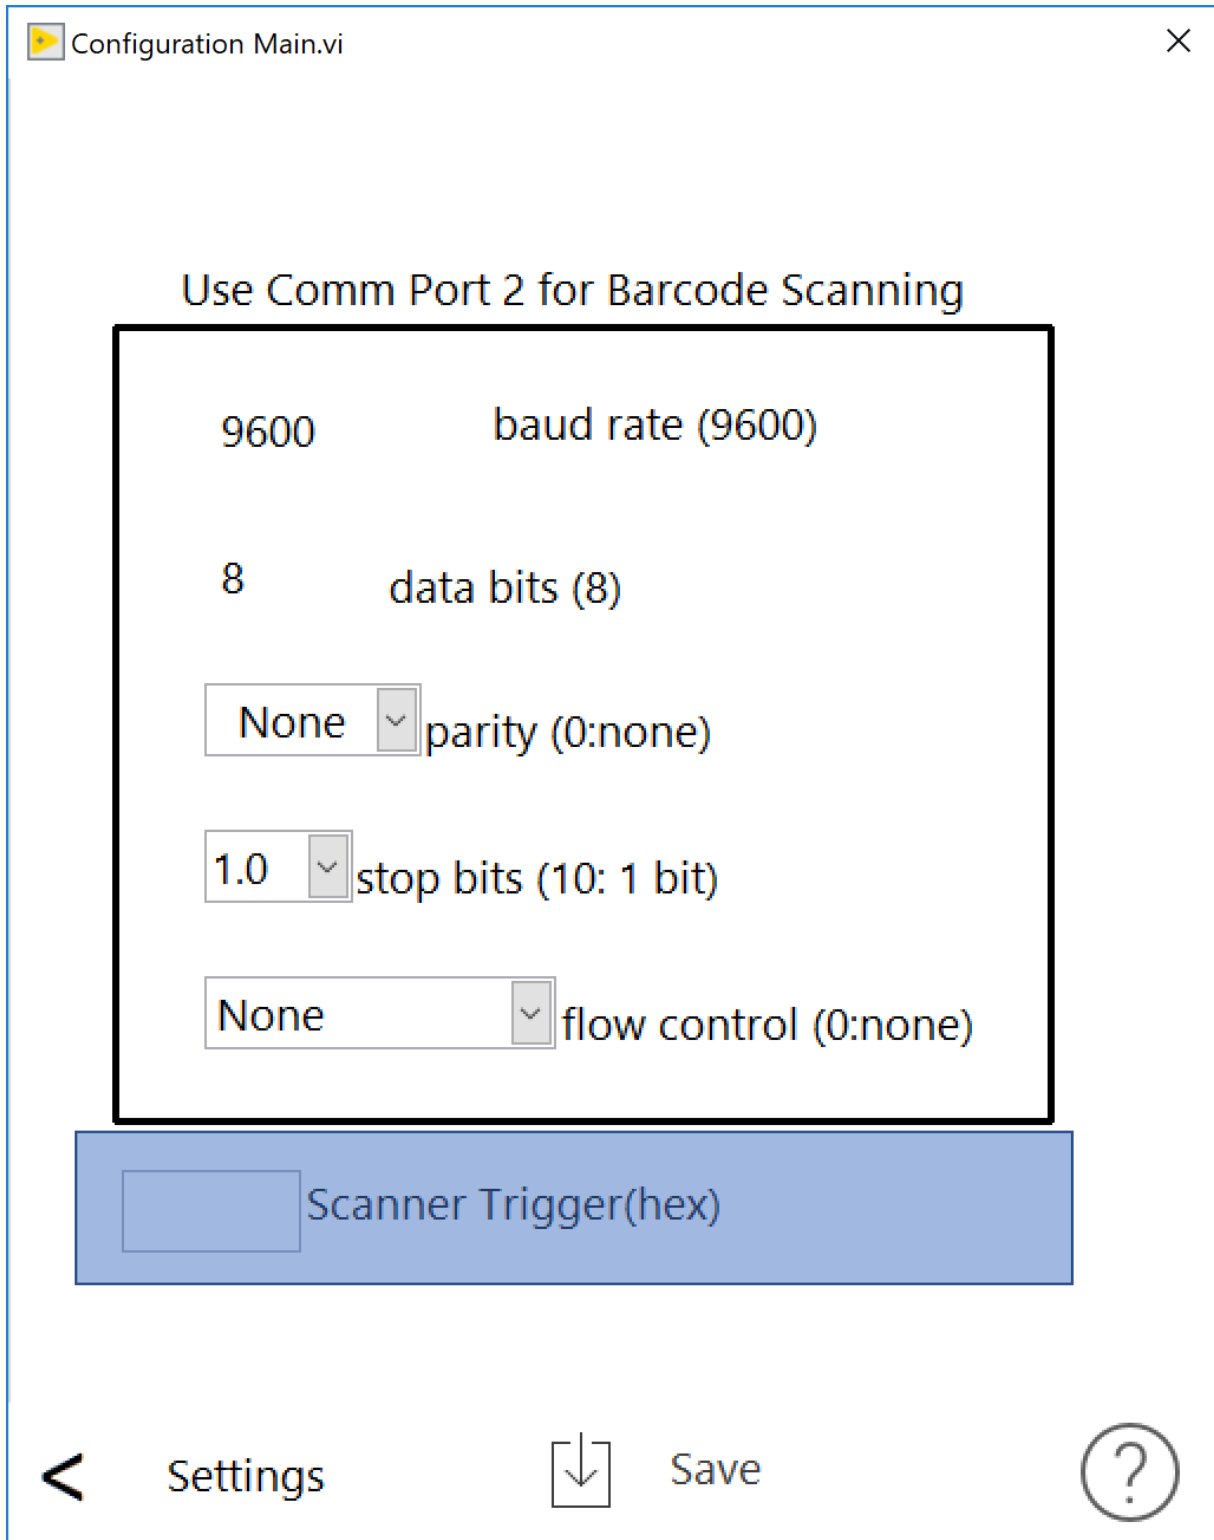 Configuration Main.vi
Use Comm Port 2 for Barcode Scanning
9600 baud rate (9600)
8 data bits (8)
None parity (0:none)
1.0 stop bits (10: 1 bit)
None flow control (0:none)
Scanner Trigger(hex)
< Settings Save ?